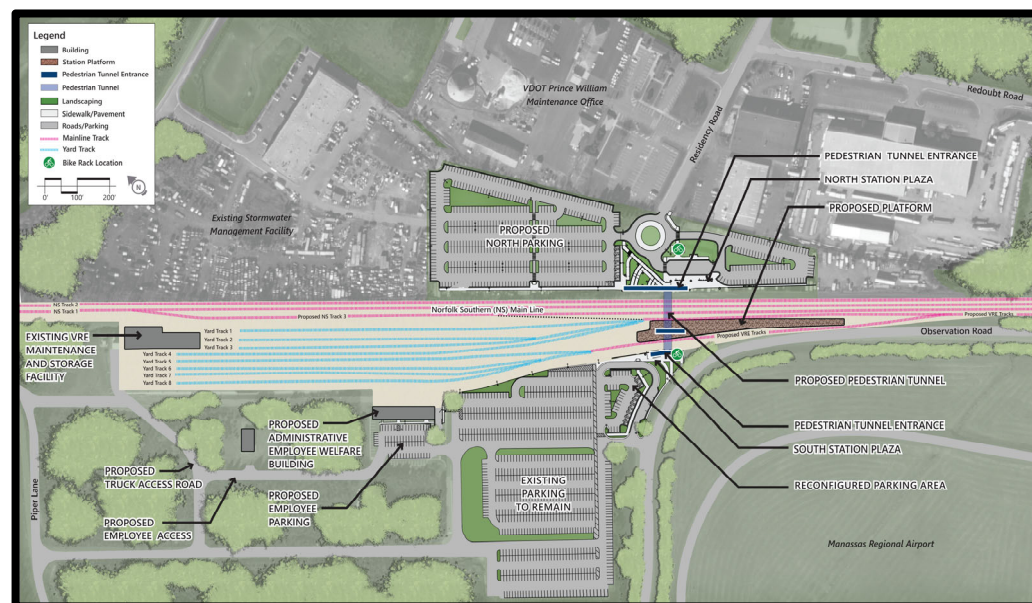 Legend
Building
Station Platform
Pedestrian Tunnel Entrance
Pedestrian Tunnel
Landscaping
Sidewalk/Pavement
Roads/Parking
Mainline Track
Yard Track
Bike Rack Location
0' 100' 200'
N
VDOT Prince William
Maintenance Office
Residency Road
Redoubt Road
Existing Stormwater
Management Facility
PROPOSED
NORTH PARKING
PEDESTRIAN TUNNEL ENTRANCE
NORTH STATION PLAZA
PROPOSED PLATFORM
NS Track 2
NS Track 1
Proposed NS Track 3
Norfolk Southern (NS) Main Line
Proposed VRE Tracks
Proposed VRE Tracks
Observation Road
EXISTING VRE
MAINTENANCE
AND STORAGE
FACILITY
Yard Track 1
Yard Track 2
Yard Track 3
Yard Track 4
Yard Track 5
Yard Track 6
Yard Track 7
Yard Track 8
PROPOSED PEDESTRIAN TUNNEL
PEDESTRIAN TUNNEL ENTRANCE
SOUTH STATION PLAZA
RECONFIGURED PARKING AREA
PROPOSED
ADMINISTRATIVE
EMPLOYEE WELFARE
BUILDING
PROPOSED
TRUCK ACCESS ROAD
PROPOSED
EMPLOYEE
PARKING
PROPOSED
EMPLOYEE ACCESS
EXISTING
PARKING
TO REMAIN
Piper Lane
Manassas Regional Airport